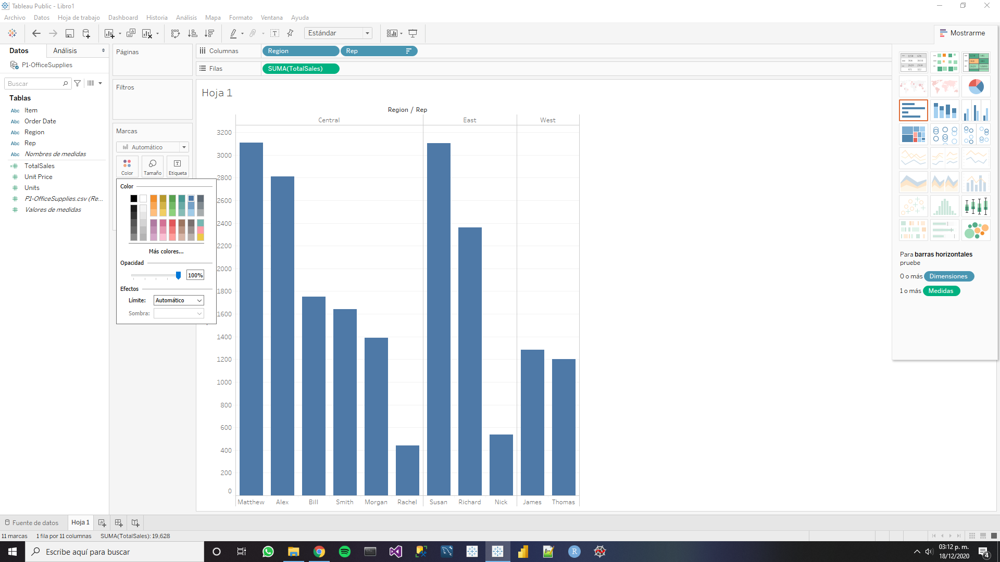 Tableau Public - Libro1
Archivo Datos Hoja de trabajo Dashboard Historia Análisis Mapa Formato Ventana Ayuda
Estándar
Mostrarme
Datos Análisis
P1-OfficeSupplies
Buscar
Tablas
Abc Item
Abc Order Date
Abc Region
Abc Rep
Abc Nombres de medidas
TotalSales
Unit Price
Units
P1-OfficeSupplies.csv (Re...
Valores de medidas
Páginas
Filtros
Marcas
Automático
Color Tamaño Etiqueta
Color
Más colores...
Opacidad
100%
Efectos
Límite: Automático
Sombra:
Columnas Region Rep
Filas SUMA(TotalSales)
Hoja 1
Region / Rep
Central East West
3200
3000
2800
2600
2400
2200
2000
1800
1600
1400
1200
1000
800
600
400
200
0
Matthew Alex Bill Smith Morgan Rachel Susan Richard Nick James Thomas
Para barras horizontales
pruebe
0 o más Dimensiones
1 o más Medidas
Fuente de datos Hoja 1
11 marcas 1 fila por 11 columnas SUMA(TotalSales): 19,628
Escribe aquí para buscar
R
03:12 p. m.
18/12/2020
4